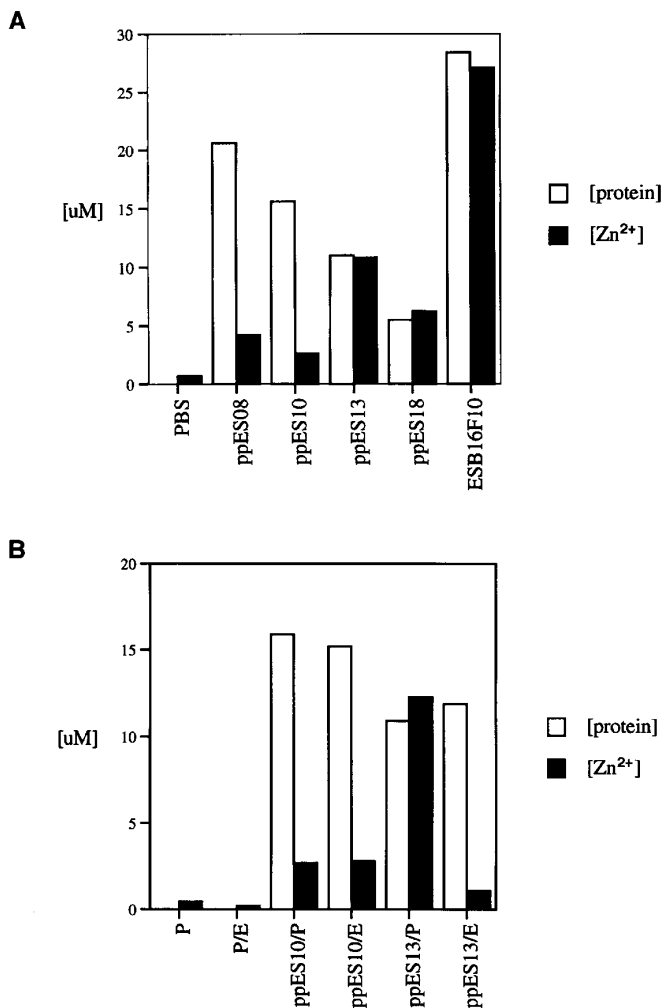 A
30
25
20
15
10
5
0
[uM]
PBS
ppES08
ppES10
ppES13
ppES18
ESB16F10
[protein]
[Zn²⁺]
B
20
15
10
5
0
[uM]
P
P/E
ppES10/P
ppES10/E
ppES13/P
ppES13/E
[protein]
[Zn²⁺]